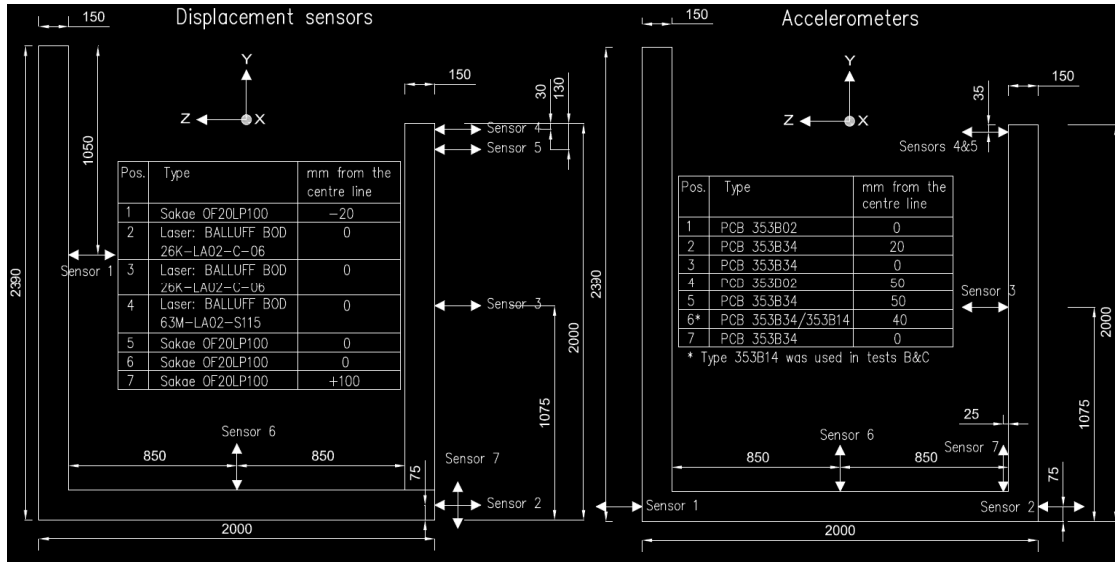 Displacement sensors
150
Y
150
Z
X
30
130
1050
Sensor 4
Sensor 5
Pos. Type mm from the
centre line
1 Sakae OF20LP100 -20
2 Laser: BALLUFF BOD 0
26K-LA02-C-06
3 Laser: BALLUFF BOD 0
26K-LA02-C-06
4 Laser: BALLUFF BOD 0
63M-LA02-S115
5 Sakae OF20LP100 0
6 Sakae OF20LP100 0
7 Sakae OF20LP100 +100
Sensor 1
2390
Sensor 3
2000
1075
Sensor 6
850
850
75
Sensor 7
Sensor 2
2000
Accelerometers
150
Y
150
Z
X
35
Sensors 4&5
Pos. Type mm from the
centre line
1 PCB 353B02 0
2 PCB 353B34 20
3 PCB 353B34 0
4 PCB 353B02 50
5 PCB 353B34 50
6* PCB 353B34/353B14 40
7 PCB 353B34 0
* Type 353B14 was used in tests B&C
2390
Sensor 3
2000
1075
25
Sensor 6
850
850
Sensor 7
75
Sensor 1
Sensor 2
2000